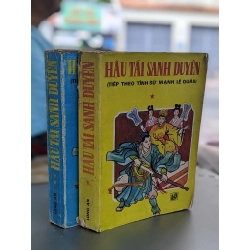 HẬU TÁI SANH DUYÊN
(TIẾP THEO TÌNH SỬ MẠNH LỆ QUÂN)
HẬU TÁI SANH DUYÊN
HẬU TÁI SANH DUYÊN